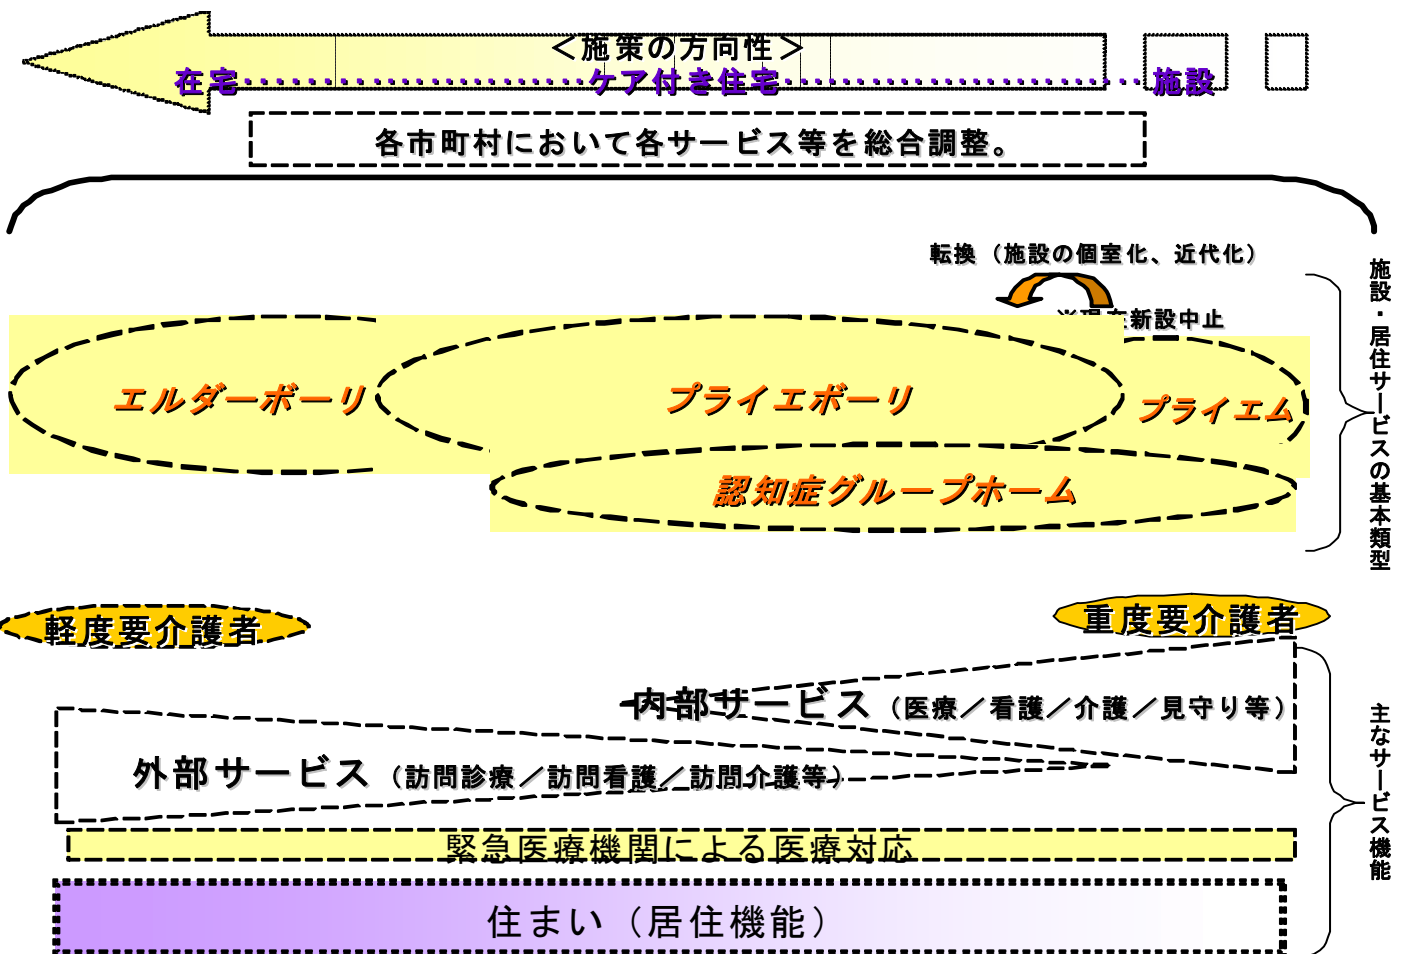 ＜施策の方向性＞
在宅・・・・・・・・・・・・・・・・・・・・・・・・ケア付き住宅・・・・・・・・・・・・・・・・・・・・・・・・・・施設
各市町村において各サービス等を総合調整。
転換（施設の個室化、近代化）
※現在新設中止
エルダーボーリ
プライエボーリ
プライエム
認知症グループホーム
施設・居住サービスの基本類型
軽度要介護者
重度要介護者
内部サービス（医療／看護／介護／見守り等）
外部サービス（訪問診療／訪問看護／訪問介護等）
主なサービス機能
緊急医療機関による医療対応
住まい（居住機能）